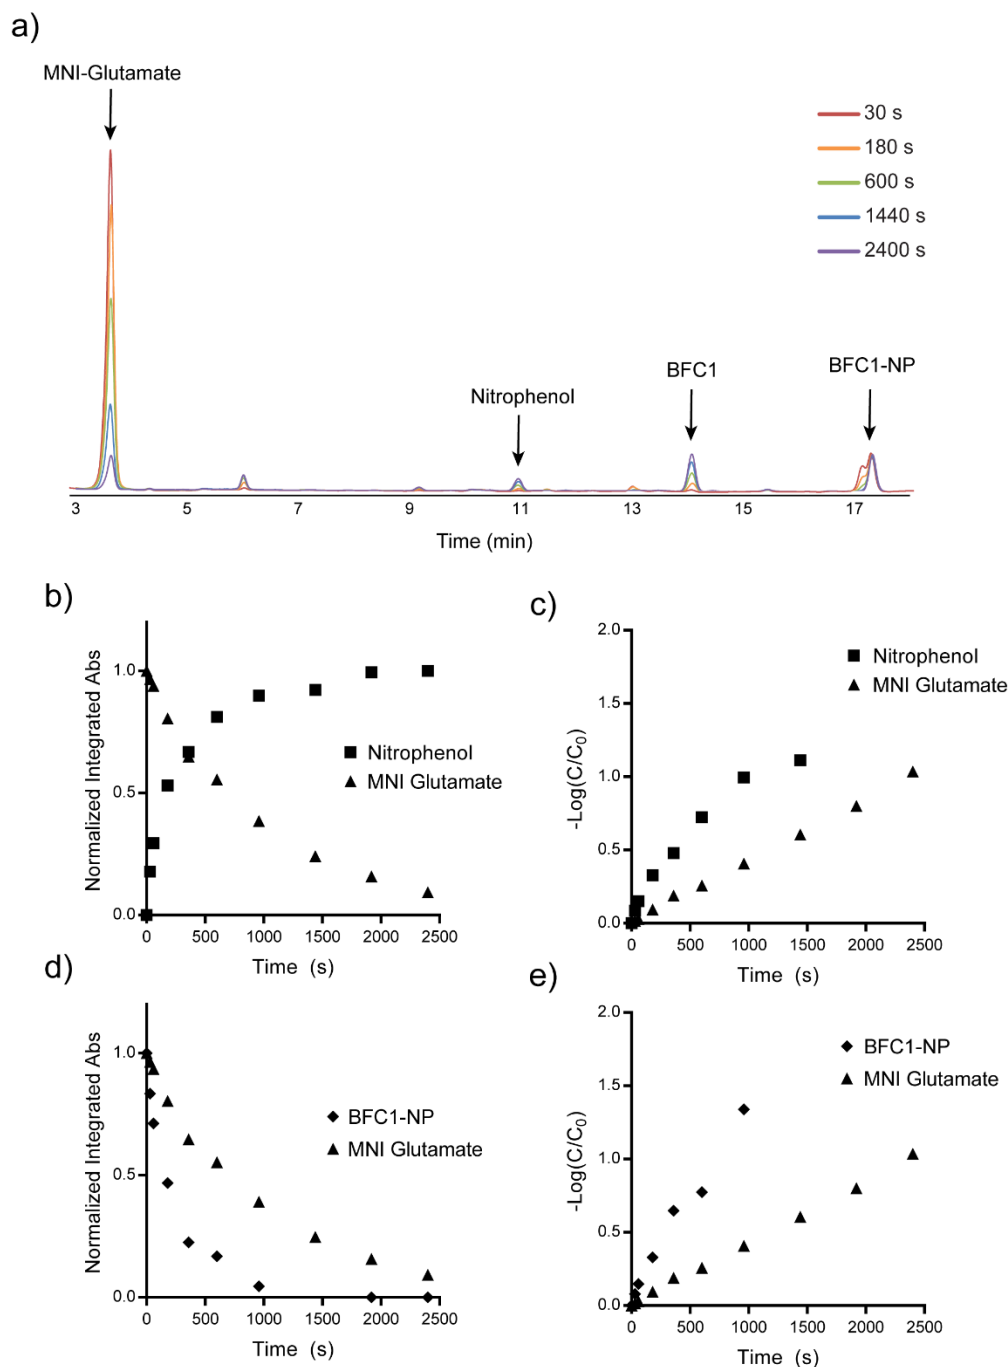 a)
MNI-Glutamate
30 s
180 s
600 s
1440 s
2400 s
Nitrophenol
BFC1
BFC1-NP
3 5 7 9 11 13 15 17
Time (min)
b)
Normalized Integrated Abs
1.0
0.5
0.0
0 500 1000 1500 2000 2500
Time (s)
Nitrophenol
MNI Glutamate
c)
-Log(C/C0)
2.0
1.5
1.0
0.5
0.0
0 500 1000 1500 2000 2500
Time (s)
Nitrophenol
MNI Glutamate
d)
Normalized Integrated Abs
1.0
0.5
0.0
0 500 1000 1500 2000 2500
Time (s)
BFC1-NP
MNI Glutamate
e)
-Log(C/C0)
2.0
1.5
1.0
0.5
0.0
0 500 1000 1500 2000 2500
Time (s)
BFC1-NP
MNI Glutamate